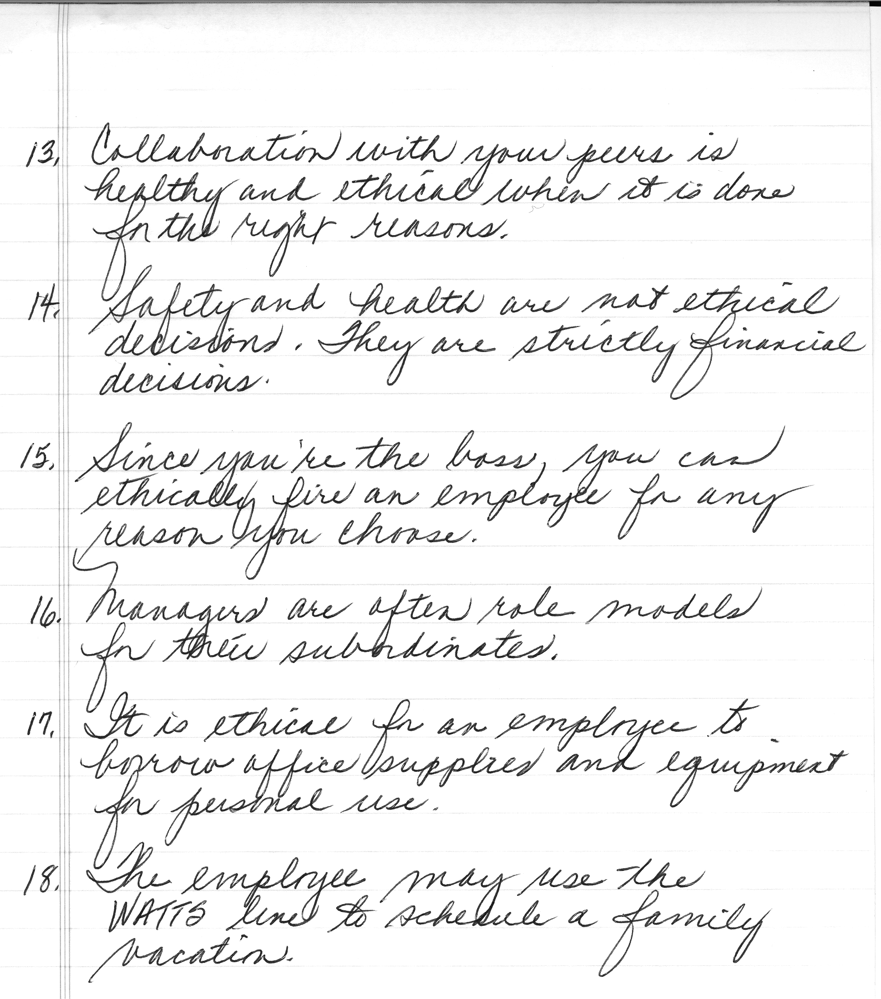 13. Collaboration with your peers is
healthy and ethical when it is done
for the right reasons.
14. Safety and health are not ethical
decisions. They are strictly financial
decisions.
15. Since you're the boss, you can
ethically fire an employee for any
reason you choose.
16. Managers are often role models
for their subordinates.
17. It is ethical for an employee to
borrow office supplies and equipment
for personal use.
18. The employee may use the
WATTS line to schedule a family
vacation.